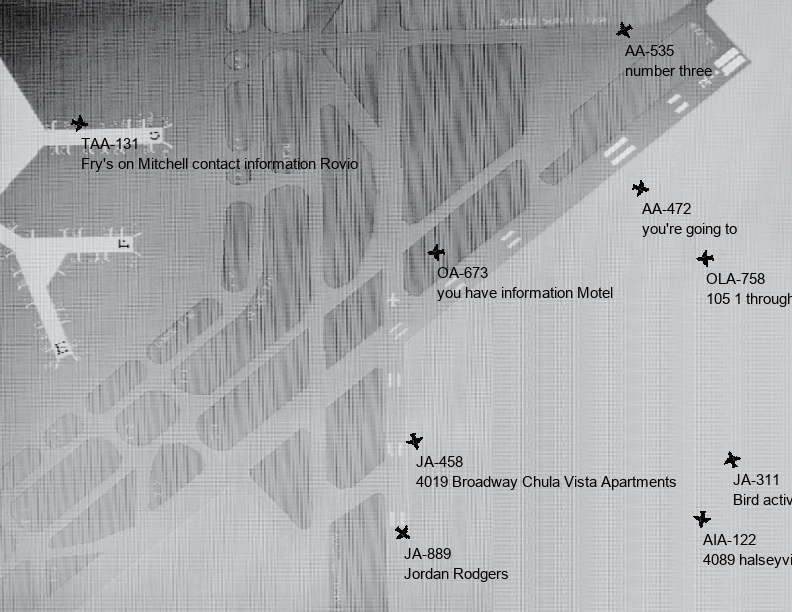 AA-535
number three
TAA-131
Fry's on Mitchell contact information Rovio
AA-472
you're going to
OA-673
you have information Motel
OLA-758
105 1 through
JA-458
4019 Broadway Chula Vista Apartments
JA-311
Bird activ
AIA-122
4089 halseyvi
JA-889
Jordan Rodgers